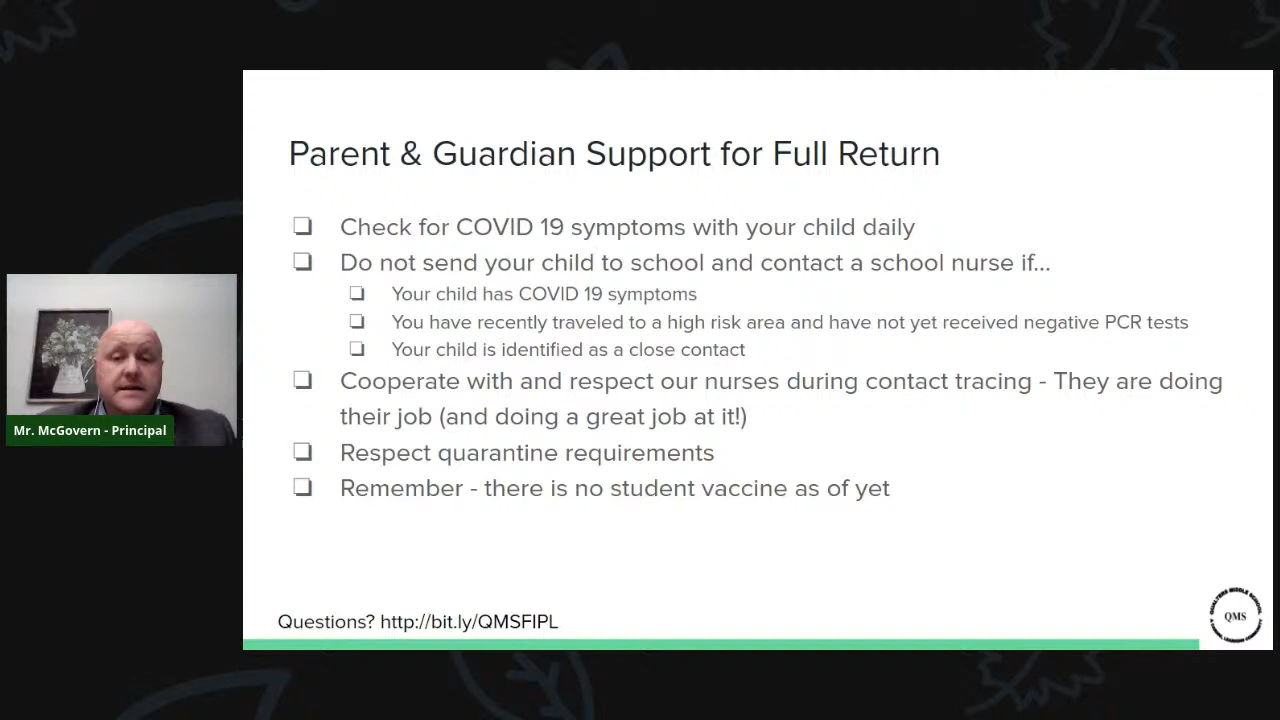 Parent & Guardian Support for Full Return
❏ Check for COVID 19 symptoms with your child daily
❏ Do not send your child to school and contact a school nurse if...
❏ Your child has COVID 19 symptoms
❏ You have recently traveled to a high risk area and have not yet received negative PCR tests
❏ Your child is identified as a close contact
❏ Cooperate with and respect our nurses during contact tracing - They are doing
their job (and doing a great job at it!)
❏ Respect quarantine requirements
❏ Remember - there is no student vaccine as of yet
Mr. McGovern - Principal
Questions? http://bit.ly/QMSFIPL
QUALTERS MIDDLE SCHOOL
QMS